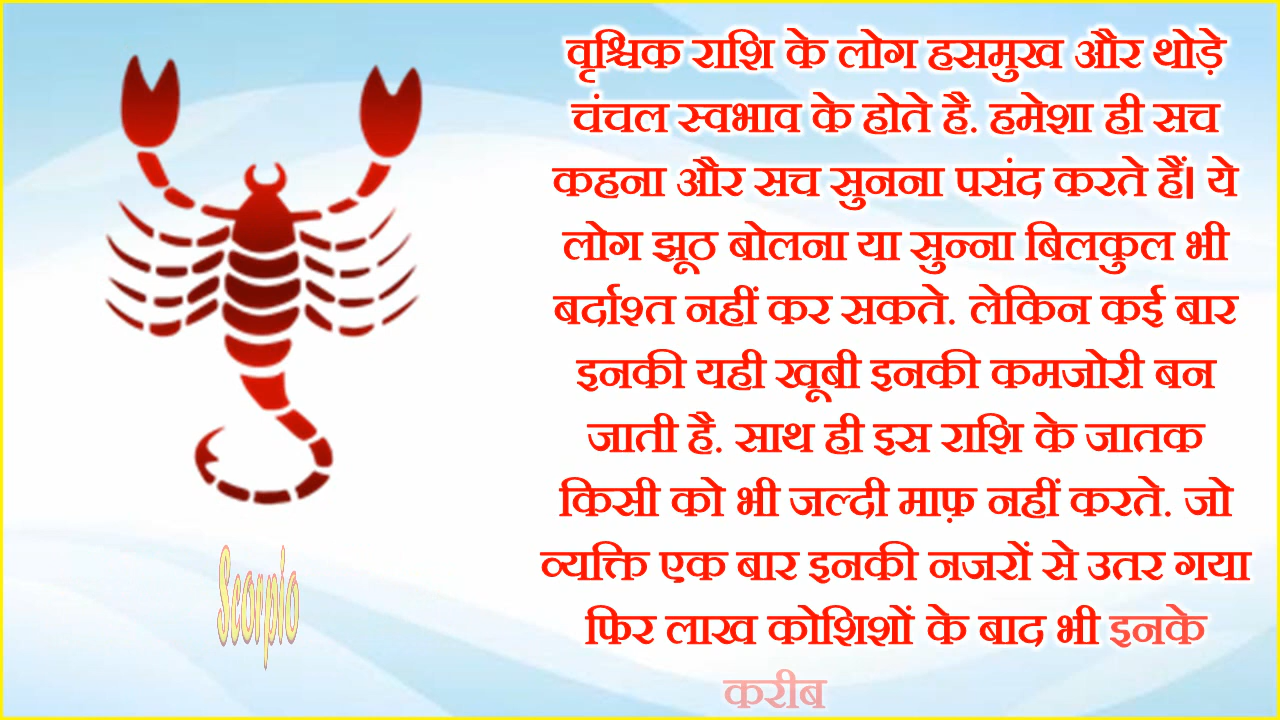 वृश्चिक राशि के लोग हसमुख और थोड़े
चंचल स्वभाव के होते है. हमेशा ही सच
कहना और सच सुनना पसंद करते हैं। ये
लोग झूठ बोलना या सुन्ना बिलकुल भी
बर्दाश्त नहीं कर सकते. लेकिन कई बार
इनकी यही खूबी इनकी कमजोरी बन
जाती है. साथ ही इस राशि के जातक
किसी को भी जल्दी माफ़ नहीं करते. जो
व्यक्ति एक बार इनकी नजरों से उतर गया
फिर लाख कोशिशों के बाद भी इनके
करीब
Scorpio